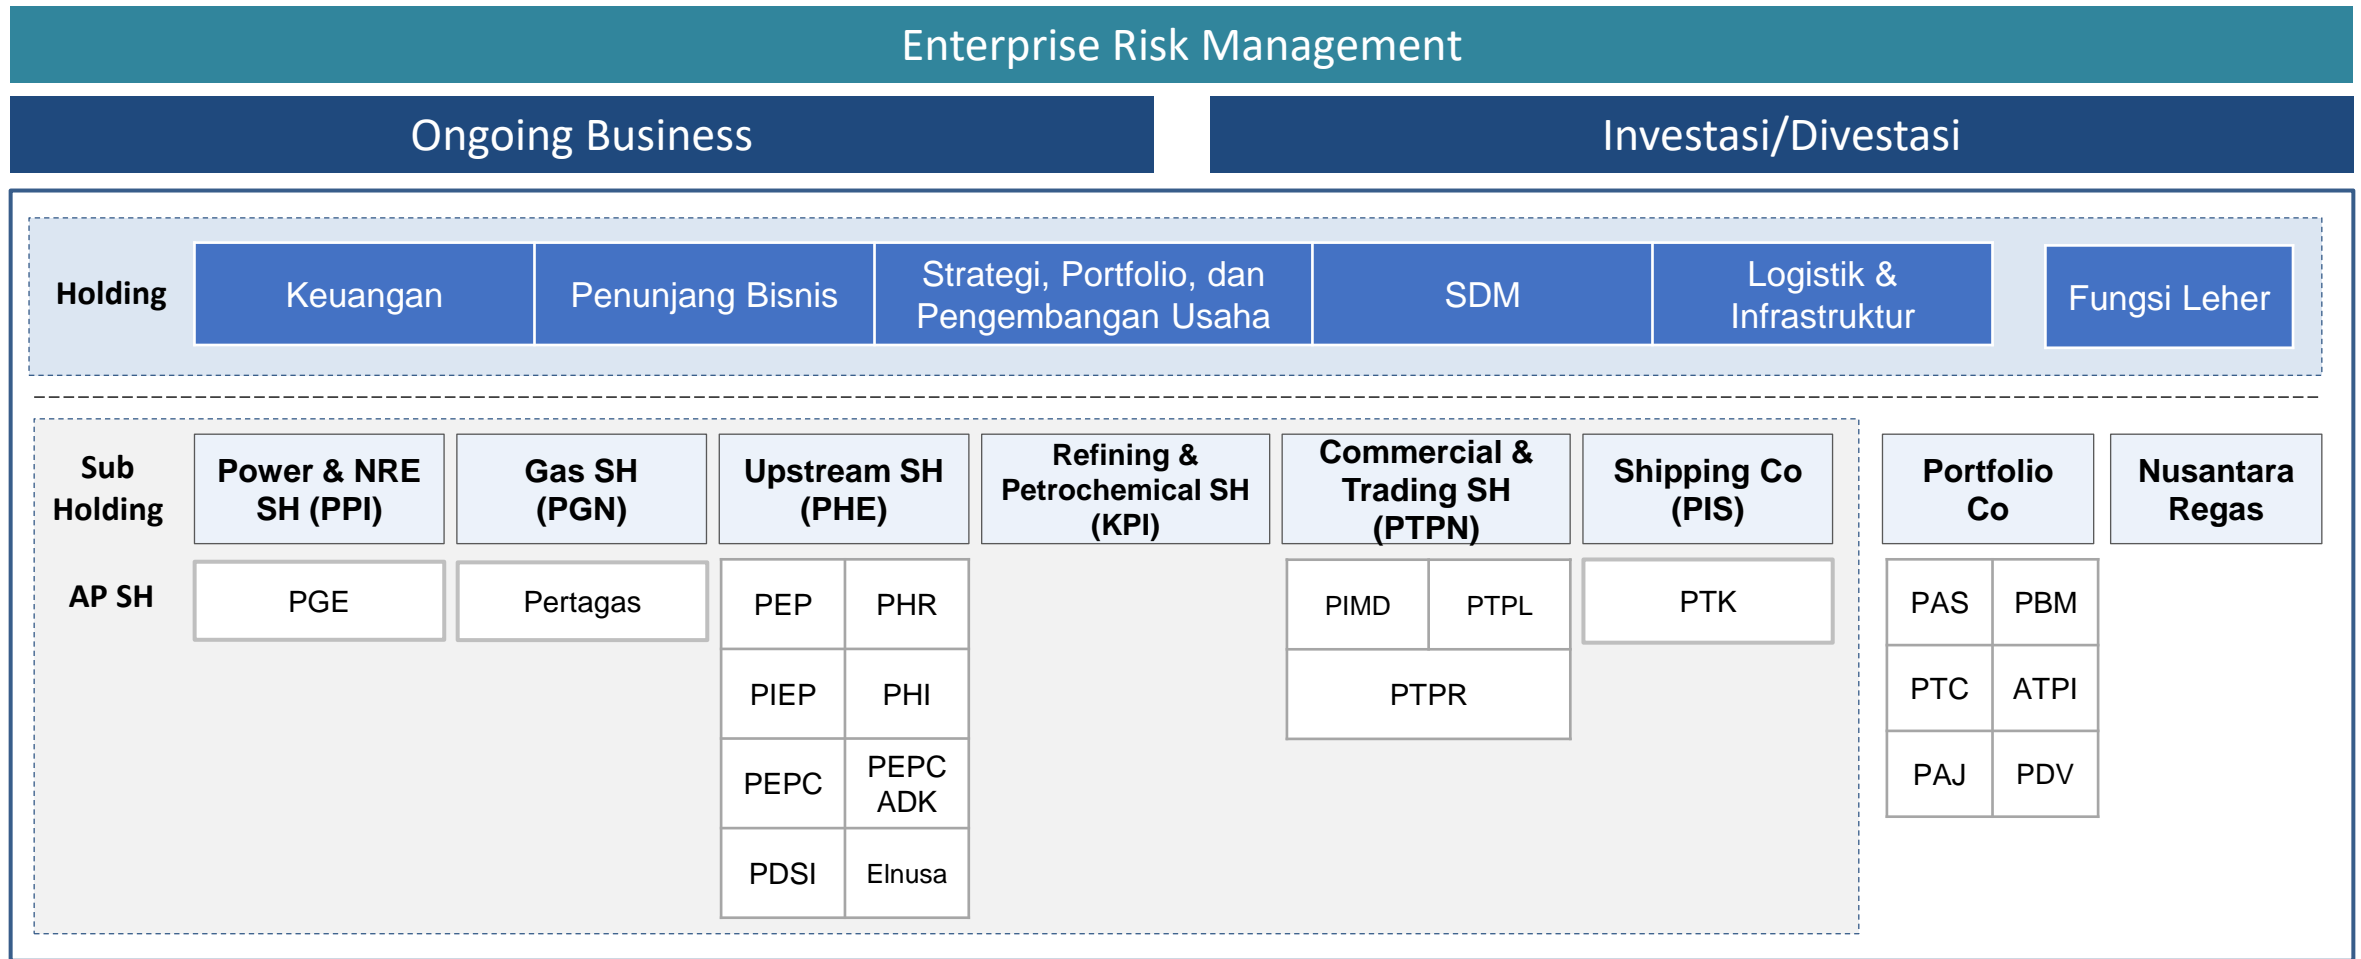 Enterprise Risk Management
Ongoing Business
Investasi/Divestasi
Holding
Keuangan
Penunjang Bisnis
Strategi, Portfolio, dan
Pengembangan Usaha
SDM
Logistik &
Infrastruktur
Fungsi Leher
Sub
Holding
Power & NRE
SH (PPI)
Gas SH
(PGN)
Upstream SH
(PHE)
Refining &
Petrochemical SH
(KPI)
Commercial &
Trading SH
(PTPN)
Shipping Co
(PIS)
Portfolio
Co
Nusantara
Regas
AP SH
PGE
Pertagas
PEP
PHR
PIEP
PHI
PEPC
PEPC
ADK
PDSI
Elnusa
PIMD
PTPL
PTPR
PTK
PAS
PBM
PTC
ATPI
PAJ
PDV